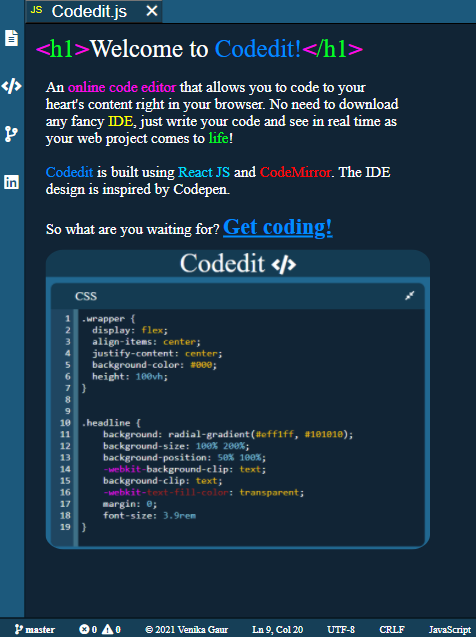 JS Codedit.js ✕
<h1>Welcome to Codedit!</h1>
An online code editor that allows you to code to your
heart's content right in your browser. No need to download
any fancy IDE, just write your code and see in real time as
your web project comes to life!
Codedit is built using React JS and CodeMirror. The IDE
design is inspired by Codepen.
So what are you waiting for? Get coding!
Codedit </>
CSS
1 .wrapper {
2 display: flex;
3 align-items: center;
4 justify-content: center;
5 background-color: #000;
6 height: 100vh;
7 }
8
9
10 .headline {
11 background: radial-gradient(#eff1ff, #101010);
12 background-size: 100% 200%;
13 background-position: 50% 100%;
14 -webkit-background-clip: text;
15 background-clip: text;
16 -webkit-text-fill-color: transparent;
17 margin: 0;
18 font-size: 3.9rem
19 }
master 0 0 © 2021 Venika Gaur Ln 9, Col 20 UTF-8 CRLF JavaScript